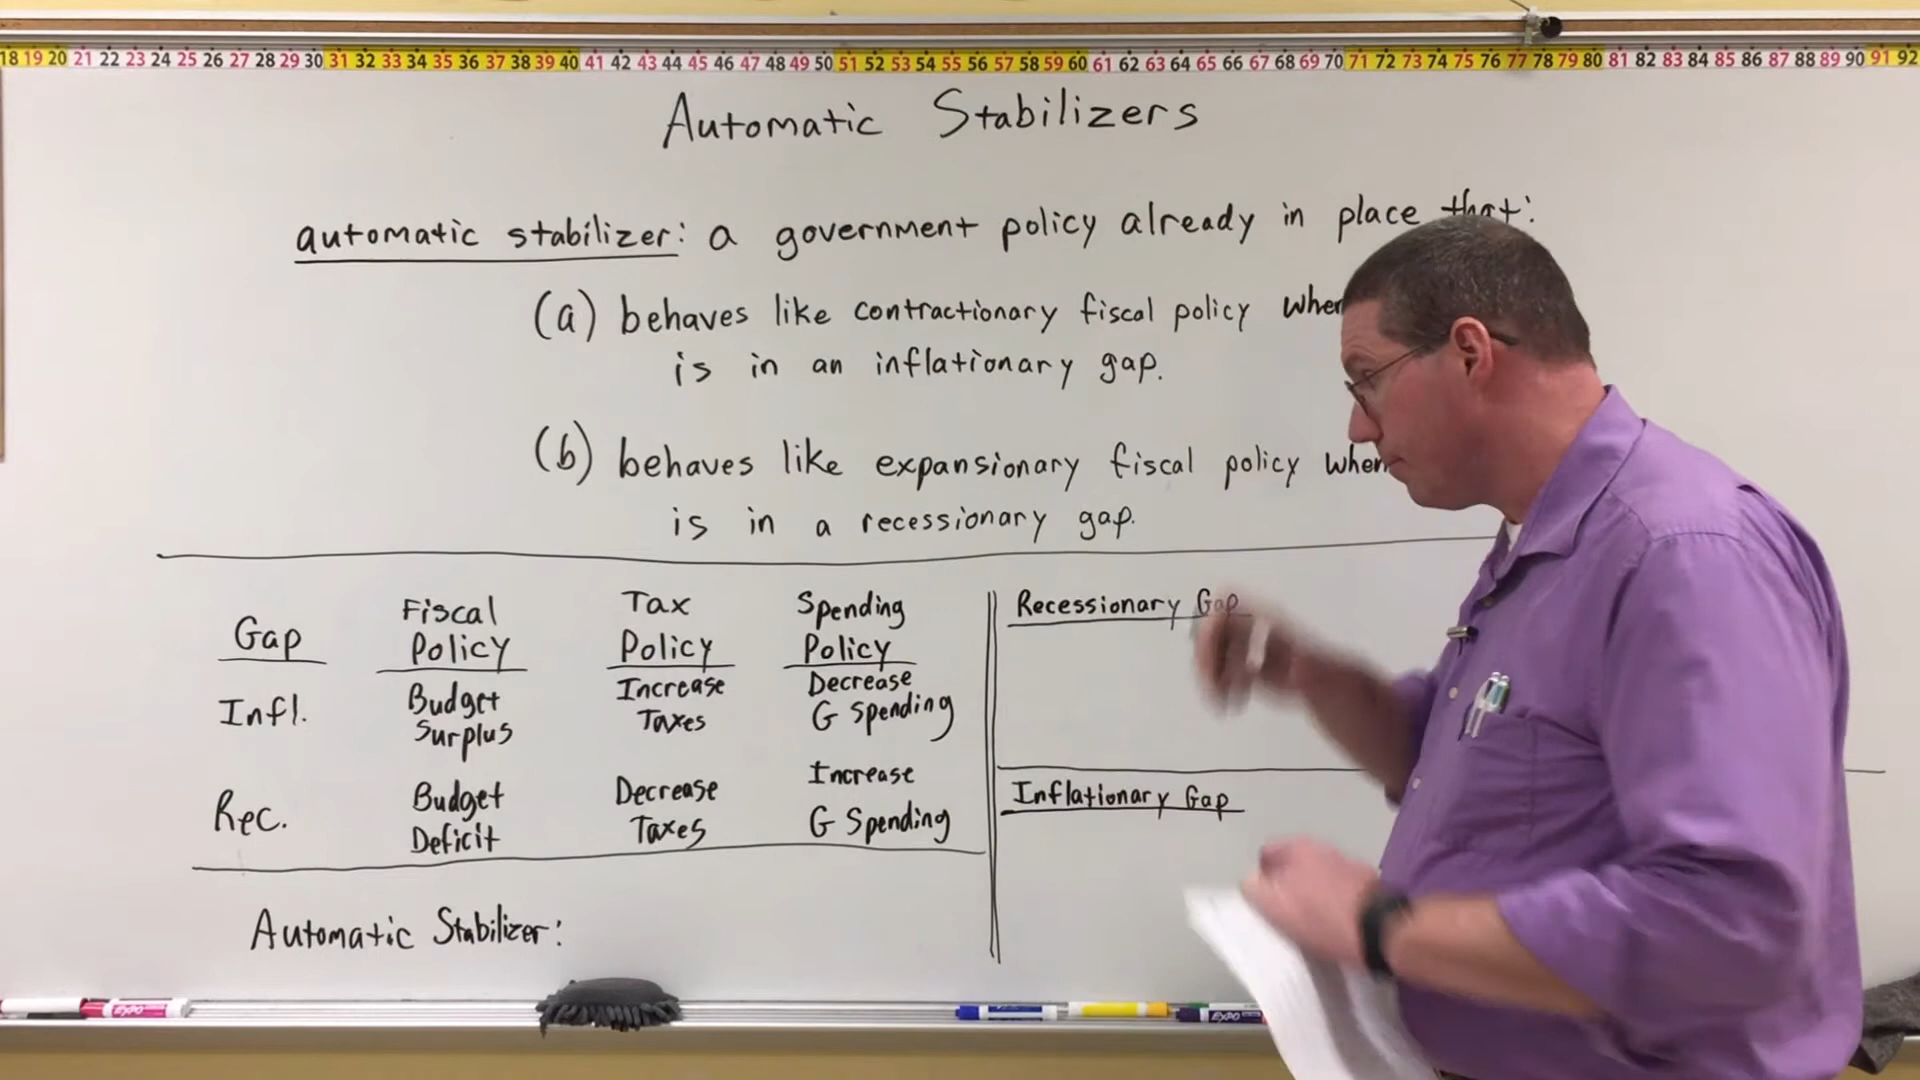 18 19 20 21 22 23 24 25 26 27 28 29 30 31 32 33 34 35 36 37 38 39 40 41 42 43 44 45 46 47 48 49 50 51 52 53 54 55 56 57 58 59 60 61 62 63 64 65 66 67 68 69 70 71 72 73 74 75 76 77 78 79 80 81 82 83 84 85 86 87 88 89 90 91 92
Automatic Stabilizers
automatic stabilizer: a government policy already in place that:
(a) behaves like contractionary fiscal policy when
is in an inflationary gap.
(b) behaves like expansionary fiscal policy when
is in a recessionary gap.
Gap Fiscal Policy Tax Policy Spending Policy
Infl. Budget Surplus Increase Taxes Decrease G Spending
Rec. Budget Deficit Decrease Taxes Increase G Spending
Automatic Stabilizer:
Recessionary Gap
Inflationary Gap
EXPO
EXPO